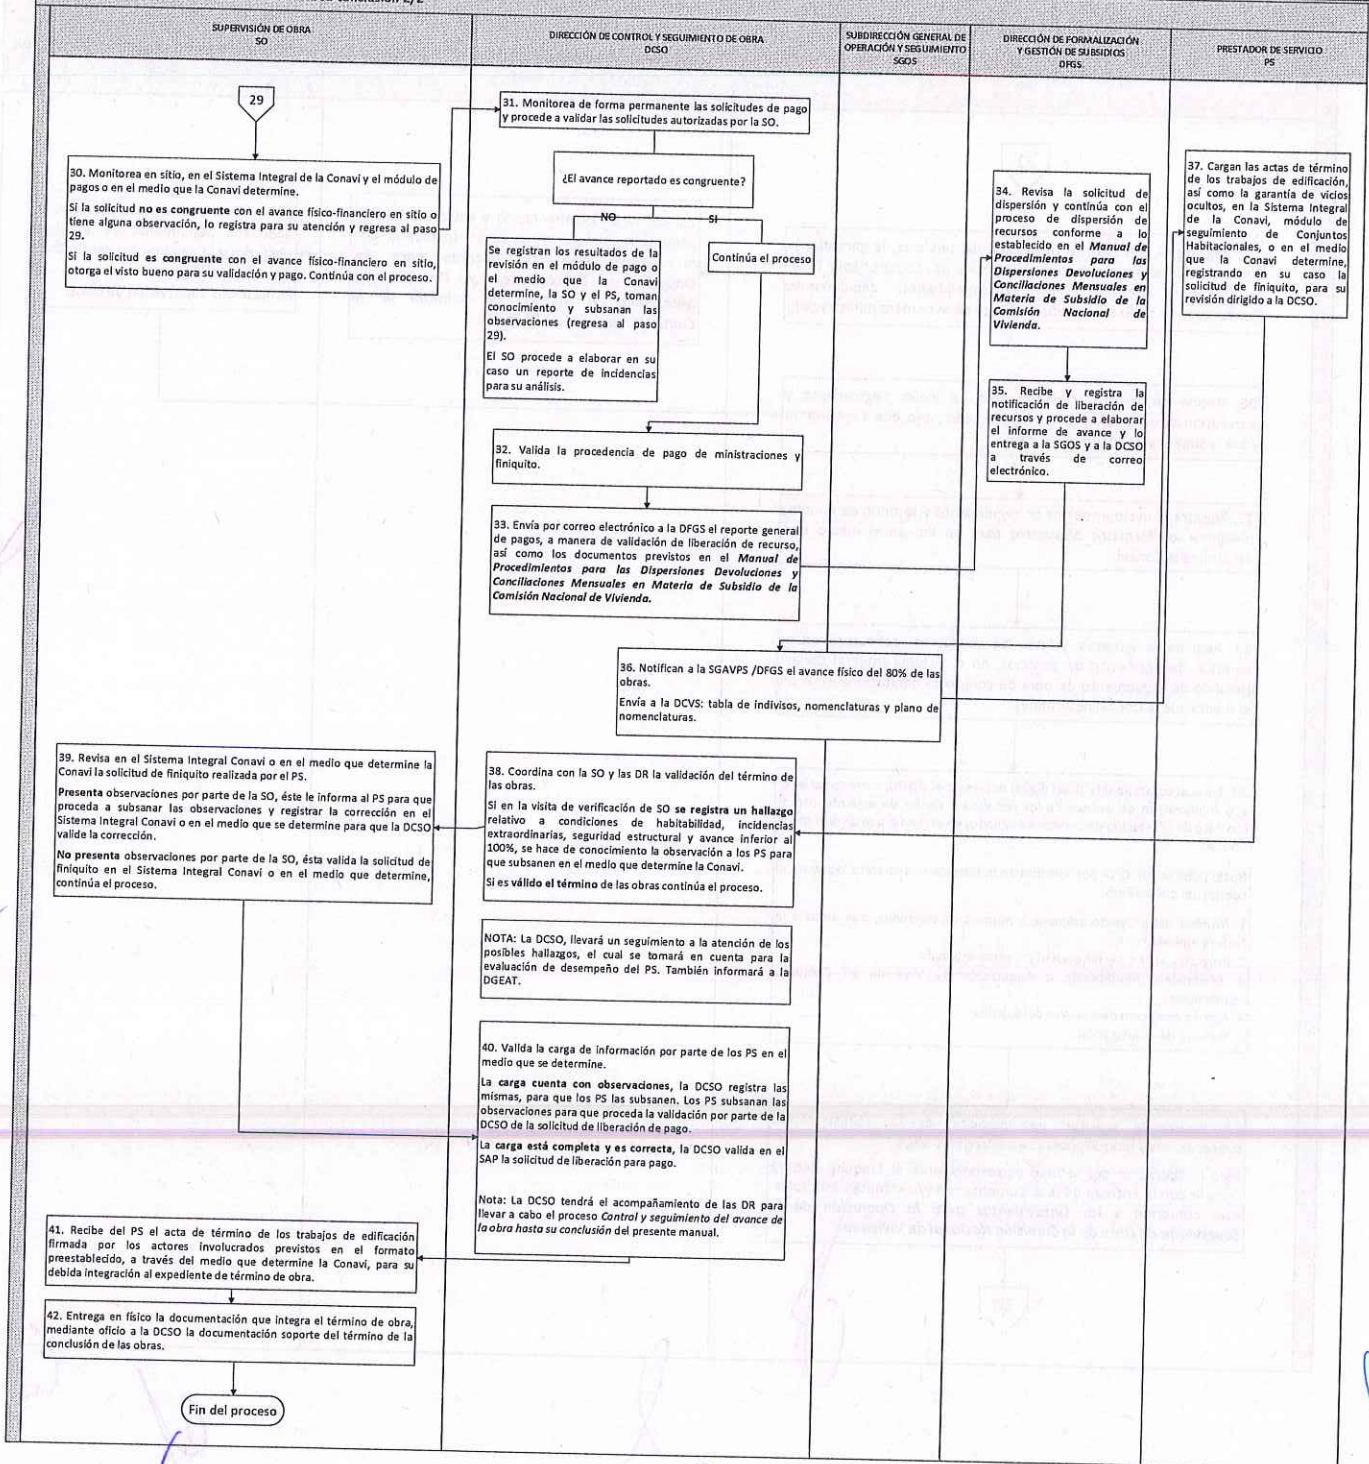 SUPERVISIÓN DE OBRA
SO
DIRECCIÓN DE CONTROL Y SEGUIMIENTO DE OBRA
DCSO
SUBDIRECCIÓN GENERAL DE
OPERACIÓN Y SEGUIMIENTO
SGOS
DIRECCIÓN DE FORMALIZACIÓN
Y GESTIÓN DE SUBSIDIOS
DFGS
PRESTADOR DE SERVICIO
PS
29
30. Monitorea en sitio, en el Sistema Integral de la Conavi y el módulo de
pagos o en el medio que la Conavi determine.
Si la solicitud no es congruente con el avance físico-financiero en sitio o
tiene alguna observación, lo registra para su atención y regresa al paso
29.
Si la solicitud es congruente con el avance físico-financiero en sitio,
otorga el visto bueno para su validación y pago. Continúa con el proceso.
31. Monitorea de forma permanente las solicitudes de pago
y procede a validar las solicitudes autorizadas por la SO.
¿El avance reportado es congruente?
NO
SI
Se registran los resultados de la
revisión en el módulo de pago o
el medio que la Conavi
determine, la SO y el PS, toman
conocimiento y subsanan las
observaciones (regresa al paso
29).
El SO procede a elaborar en su
caso un reporte de incidencias
para su análisis.
Continúa el proceso
32. Valida la procedencia de pago de ministraciones y
finiquito.
33. Envía por correo electrónico a la DFGS el reporte general
de pagos, a manera de validación de liberación de recurso,
así como los documentos previstos en el Manual de
Procedimientos para las Dispersiones Devoluciones y
Conciliaciones Mensuales en Materia de Subsidio de la
Comisión Nacional de Vivienda.
34. Revisa la solicitud de
dispersión y continúa con el
proceso de dispersión de
recursos conforme a lo
establecido en el Manual de
Procedimientos para las
Dispersiones Devoluciones y
Conciliaciones Mensuales en
Materia de Subsidio de la
Comisión Nacional de
Vivienda.
35. Recibe y registra la
notificación de liberación de
recursos y procede a elaborar
el informe de avance y lo
entrega a la SGOS y a la DCSO
a través de correo
electrónico.
36. Notifican a la SGAVPS /DFGS el avance físico del 80% de las
obras.
Envía a la DCVS: tabla de indivisos, nomenclaturas y plano de
nomenclaturas.
37. Cargan las actas de término
de los trabajos de edificación,
así como la garantía de vicios
ocultos, en la Sistema Integral
de la Conavi, módulo de
seguimiento de Conjuntos
Habitacionales, o en el medio
que la Conavi determine,
registrando en su caso la
solicitud de finiquito, para su
revisión dirigido a la DCSO.
38. Coordina con la SO y las DR la validación del término de
las obras.
Si en la visita de verificación de SO se registra un hallazgo
relativo a condiciones de habitabilidad, incidencias
extraordinarias, seguridad estructural y avance inferior al
100%, se hace de conocimiento la observación a los PS para
que subsanen en el medio que determine la Conavi.
Si es válido el término de las obras continúa el proceso.
39. Revisa en el Sistema Integral Conavi o en el medio que determine la
Conavi la solicitud de finiquito realizada por el PS.
Presenta observaciones por parte de la SO, éste le informa al PS para que
proceda a subsanar las observaciones y registrar la corrección en el
Sistema Integral Conavi o en el medio que se determine para que la DCSO
valide la corrección.
No presenta observaciones por parte de la SO, ésta valida la solicitud de
finiquito en el Sistema Integral Conavi o en el medio que determine,
continúa el proceso.
NOTA: La DCSO, llevará un seguimiento a la atención de los
posibles hallazgos, el cual se tomará en cuenta para la
evaluación de desempeño del PS. También informará a la
DGEAT.
40. Valida la carga de información por parte de los PS en el
medio que se determine.
La carga cuenta con observaciones, la DCSO registra las
mismas, para que los PS las subsanen. Los PS subsanan las
observaciones para que proceda la validación por parte de la
DCSO de la solicitud de liberación de pago.
La carga está completa y es correcta, la DCSO valida en el
SAP la solicitud de liberación para pago.
Nota: La DCSO tendrá el acompañamiento de las DR para
llevar a cabo el proceso Control y seguimiento del avance de
la obra hasta su conclusión del presente manual.
41. Recibe del PS el acta de término de los trabajos de edificación
firmada por los actores involucrados previstos en el formato
preestablecido, a través del medio que determine la Conavi, para su
debida integración al expediente de término de obra.
42. Entrega en físico la documentación que integra el término de obra,
mediante oficio a la DCSO la documentación soporte del término de la
conclusión de las obras.
Fin del proceso